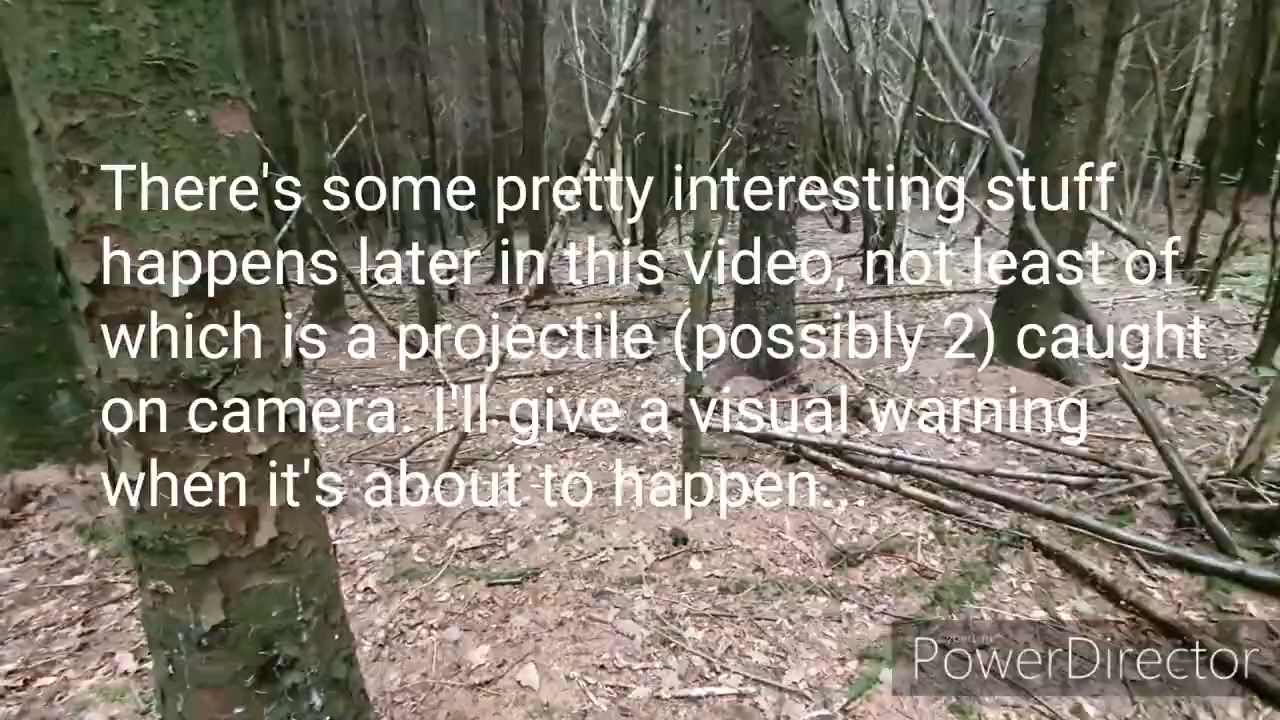 There's some pretty interesting stuff
happens later in this video, not least of
which is a projectile (possibly 2) caught
on camera. I'll give a visual warning
when it's about to happen...
PowerDirector